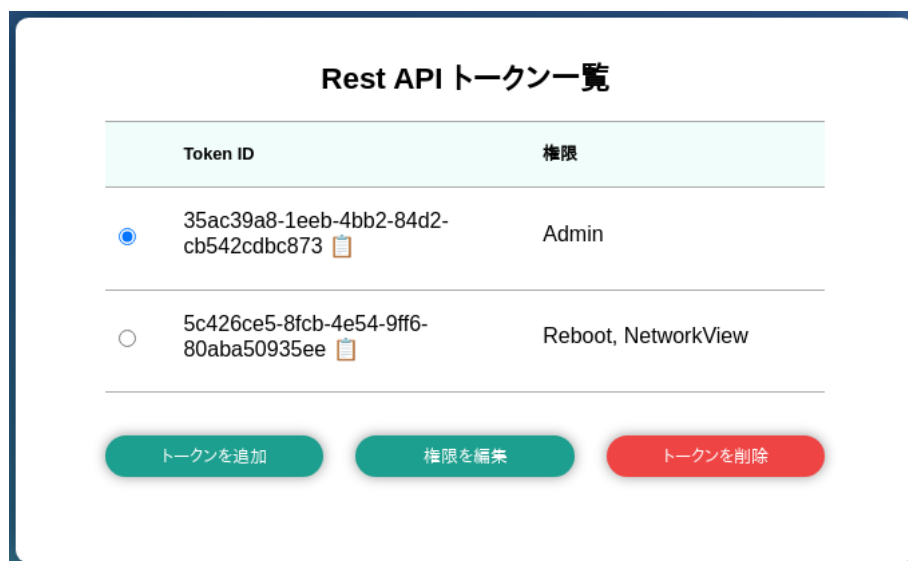 Rest API トークン一覧
Token ID 権限
35ac39a8-1eeb-4bb2-84d2-
cb542cdbc873 📋
Admin
5c426ce5-8fcb-4e54-9ff6-
80aba50935ee 📋
Reboot, NetworkView
トークンを追加 権限を編集 トークンを削除